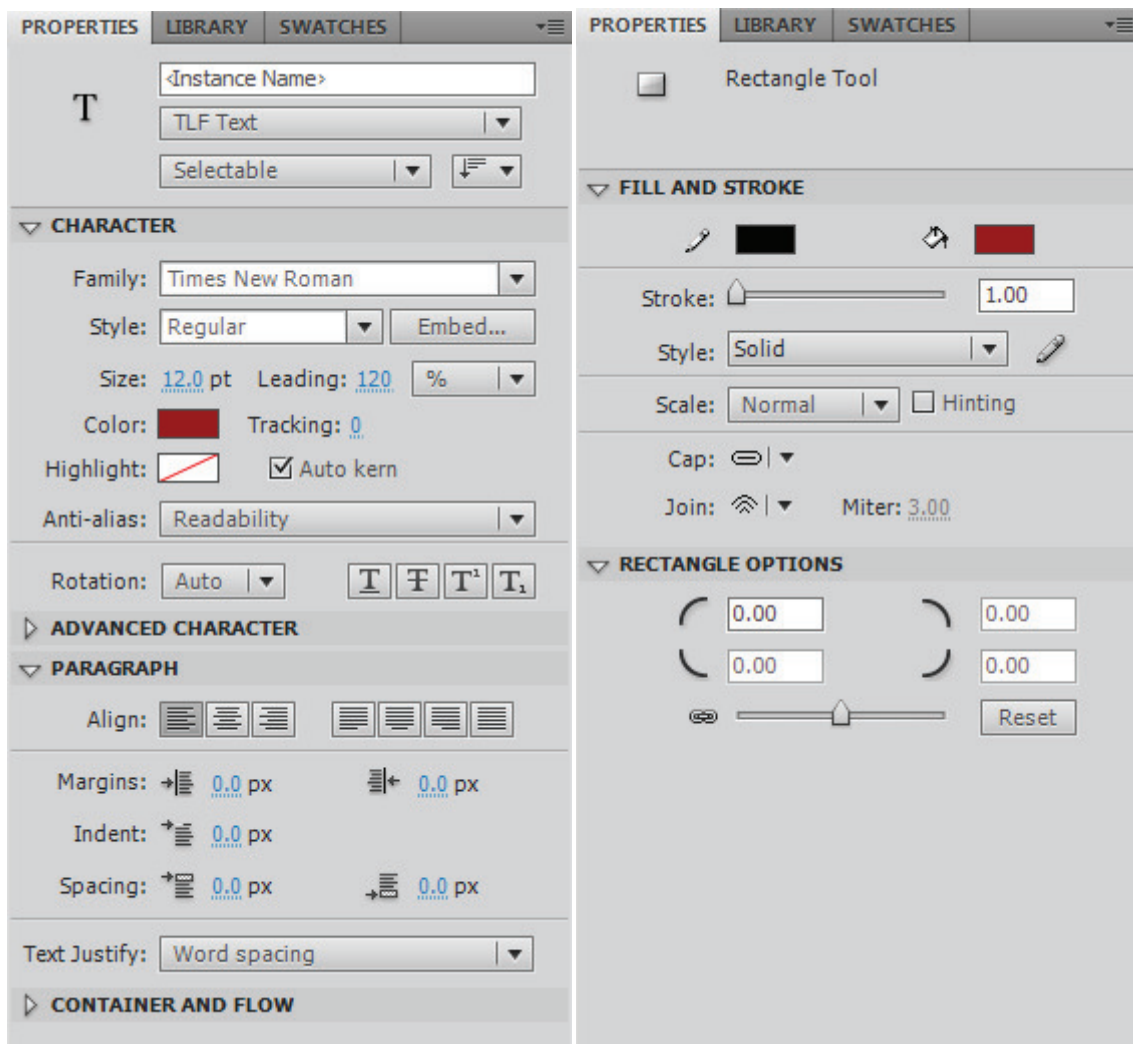 PROPERTIES LIBRARY SWATCHES
T
<Instance Name>
TLF Text
Selectable
CHARACTER
Family: Times New Roman
Style: Regular Embed...
Size: 12.0 pt Leading: 120 %
Color: Tracking: 0
Highlight: Auto kern
Anti-alias: Readability
Rotation: Auto T T T¹ T₁
ADVANCED CHARACTER
PARAGRAPH
Align:
Margins: 0.0 px 0.0 px
Indent: 0.0 px
Spacing: 0.0 px 0.0 px
Text Justify: Word spacing
CONTAINER AND FLOW
PROPERTIES LIBRARY SWATCHES
Rectangle Tool
FILL AND STROKE
Stroke: 1.00
Style: Solid
Scale: Normal Hinting
Cap:
Join: Miter: 3.00
RECTANGLE OPTIONS
0.00 0.00
0.00 0.00
Reset